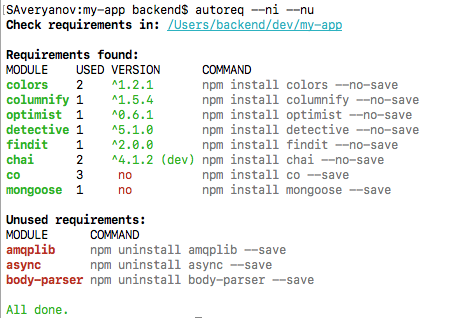 SAveryanov:my-app backend$ autoreq --ni --nu
Check requirements in: /Users/backend/dev/my-app
Requirements found:
MODULE USED VERSION COMMAND
colors 2 ^1.2.1 npm install colors --no-save
columnify 1 ^1.5.4 npm install columnify --no-save
optimist 1 ^0.6.1 npm install optimist --no-save
detective 1 ^5.1.0 npm install detective --no-save
findit 1 ^2.0.0 npm install findit --no-save
chai 2 ^4.1.2 (dev) npm install chai --no-save
co 3 no npm install co --save
mongoose 1 no npm install mongoose --save
Unused requirements:
MODULE COMMAND
amqplib npm uninstall amqplib --save
async npm uninstall async --save
body-parser npm uninstall body-parser --save
All done.